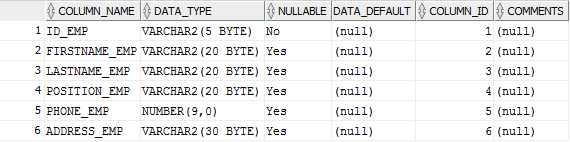 COLUMN_NAME DATA_TYPE NULLABLE DATA_DEFAULT COLUMN_ID COMMENTS
1 ID_EMP VARCHAR2(5 BYTE) No (null) 1 (null)
2 FIRSTNAME_EMP VARCHAR2(20 BYTE) Yes (null) 2 (null)
3 LASTNAME_EMP VARCHAR2(20 BYTE) Yes (null) 3 (null)
4 POSITION_EMP VARCHAR2(20 BYTE) Yes (null) 4 (null)
5 PHONE_EMP NUMBER(9,0) Yes (null) 5 (null)
6 ADDRESS_EMP VARCHAR2(30 BYTE) Yes (null) 6 (null)